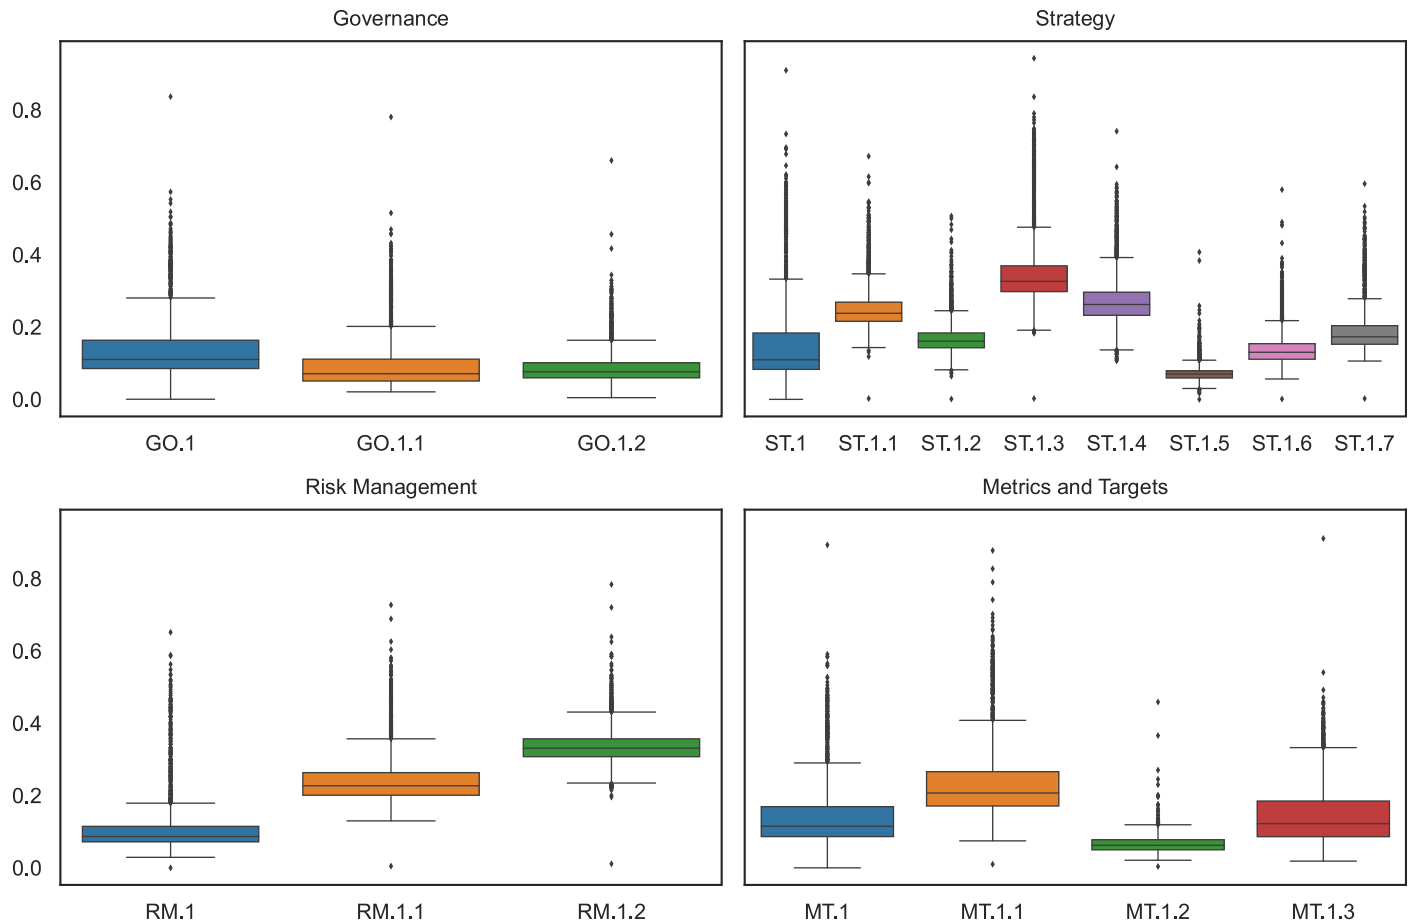 Governance
Strategy
0.8
0.6
0.4
0.2
0.0
GO.1 GO.1.1 GO.1.2
ST.1 ST.1.1 ST.1.2 ST.1.3 ST.1.4 ST.1.5 ST.1.6 ST.1.7
Risk Management
Metrics and Targets
0.8
0.6
0.4
0.2
0.0
RM.1 RM.1.1 RM.1.2
MT.1 MT.1.1 MT.1.2 MT.1.3